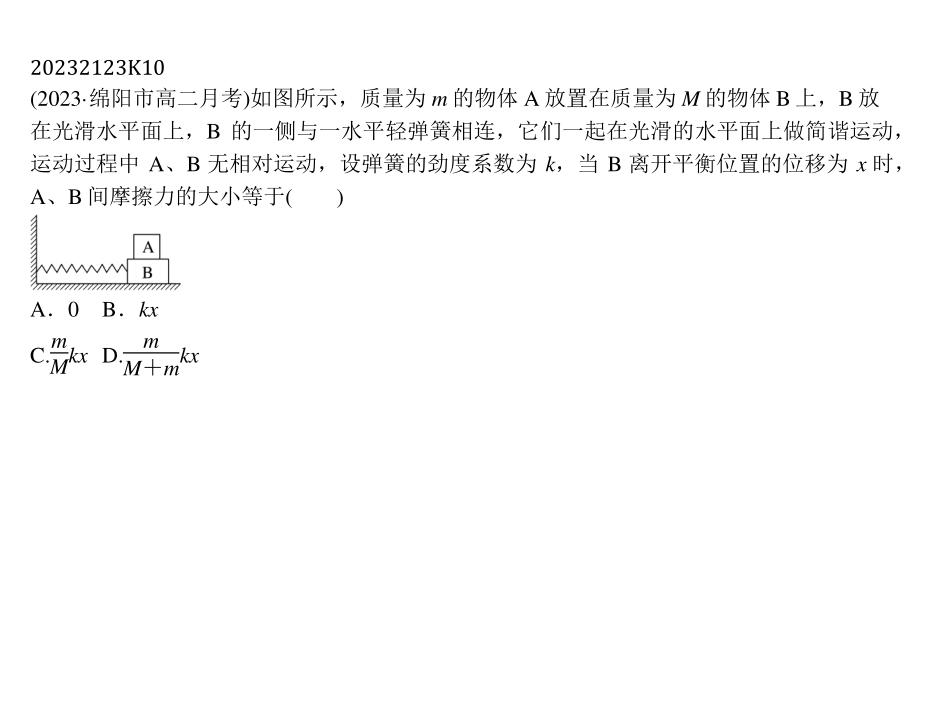 20232123K10
(2023·绵阳市高二月考)如图所示，质量为 m 的物体 A 放置在质量为 M 的物体 B 上，B 放
在光滑水平面上，B 的一侧与一水平轻弹簧相连，它们一起在光滑的水平面上做简谐运动，
运动过程中 A、B 无相对运动，设弹簧的劲度系数为 k，当 B 离开平衡位置的位移为 x 时，
A、B 间摩擦力的大小等于(　　)
A
B
A．0 B．kx
C.m/M kx D.m/(M＋m) kx